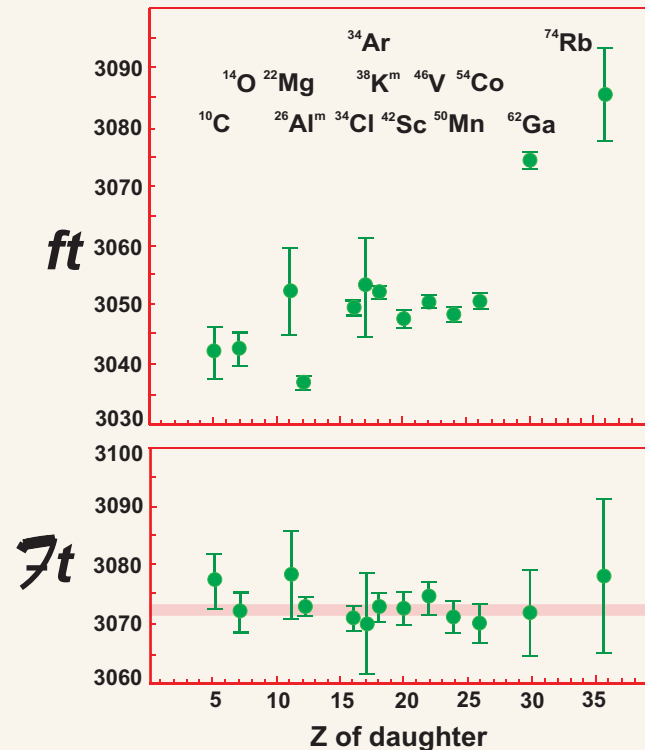 ³⁴Ar ⁷⁴Rb
3090
¹⁴O ²²Mg ³⁸Kᵐ ⁴⁶V ⁵⁴Co
3080 ¹⁰C ²⁶Alᵐ ³⁴Cl ⁴²Sc ⁵⁰Mn ⁶²Ga
3070
3060
ft
3050
3040
3030
3100
3090
3080
ℱt
3070
3060
5 10 15 20 25 30 35
Z of daughter